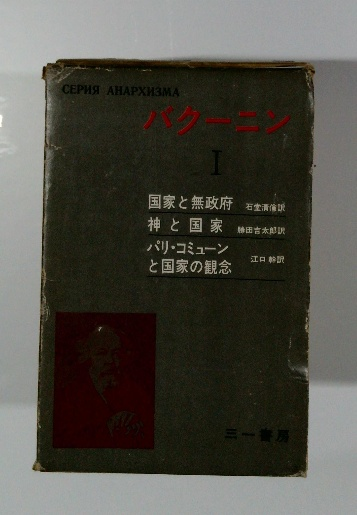 СЕРИЯ АНАРХИЗМА
バクーニン
I
国家と無政府 石堂清倫訳
神と国家 勝田吉太郎訳
パリ・コミューン
と国家の観念 江口幹訳
三一書房